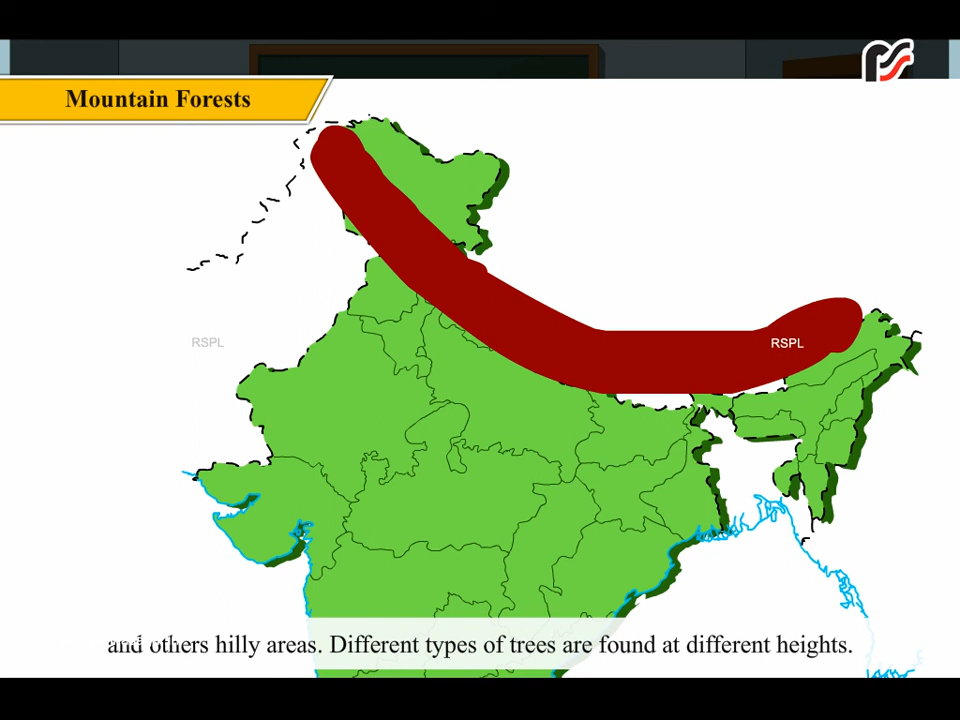 Mountain Forests
RSPL
RSPL
and others hilly areas. Different types of trees are found at different heights.